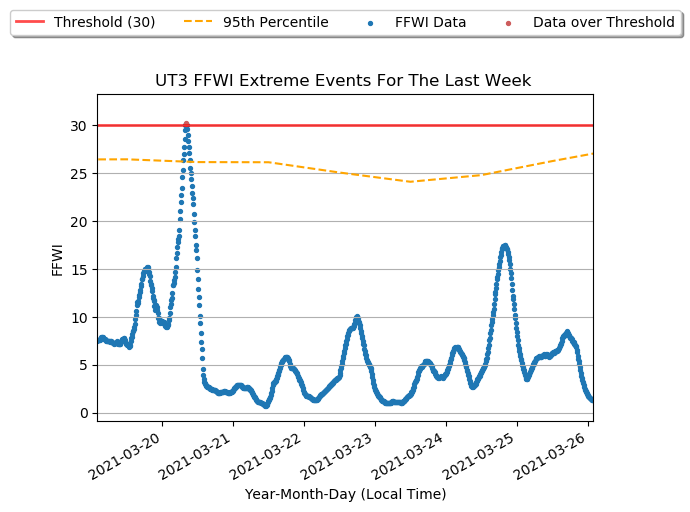 Threshold (30) 95th Percentile FFWI Data Data over Threshold
UT3 FFWI Extreme Events For The Last Week
30
25
20
15
10
5
0
FFWI
2021-03-20 2021-03-21 2021-03-22 2021-03-23 2021-03-24 2021-03-25 2021-03-26
Year-Month-Day (Local Time)